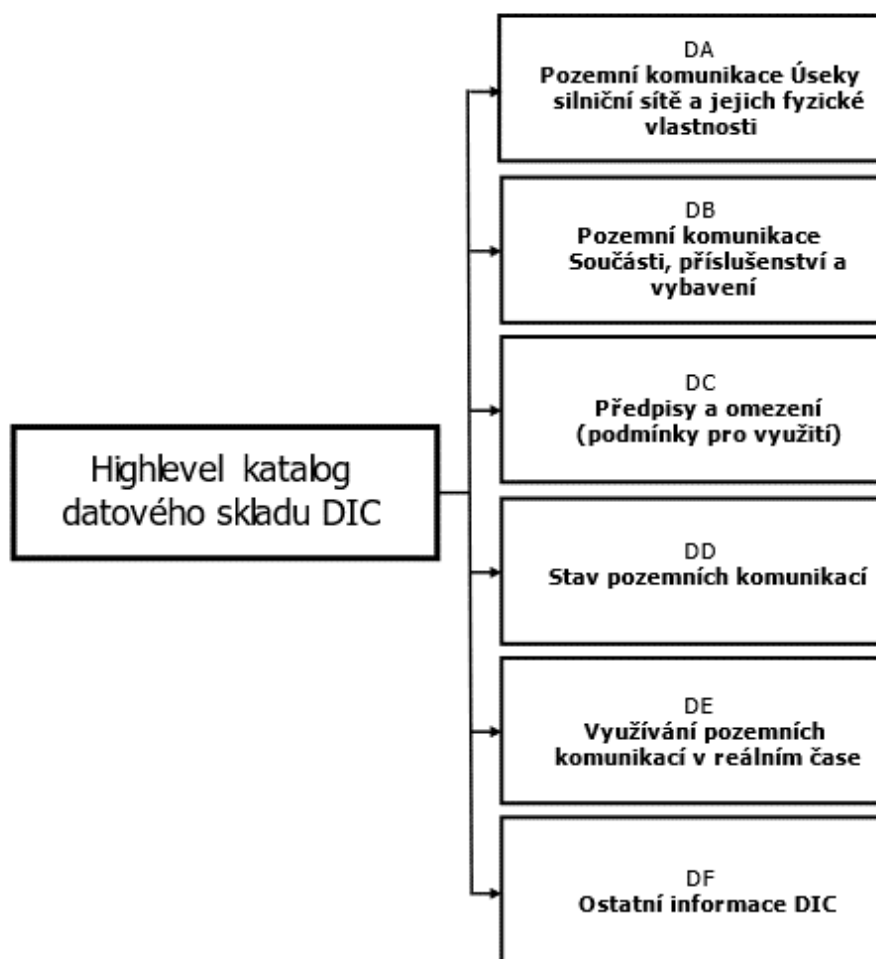 DA
Pozemní komunikace Úseky
silniční sítě a jejich fyzické
vlastnosti
DB
Pozemní komunikace
Součásti, příslušenství a
vybavení
DC
Předpisy a omezení
(podmínky pro využití)
Highlevel katalog
datového skladu DIC
DD
Stav pozemních komunikací
DE
Využívání pozemních
komunikací v reálním čase
DF
Ostatní informace DIC